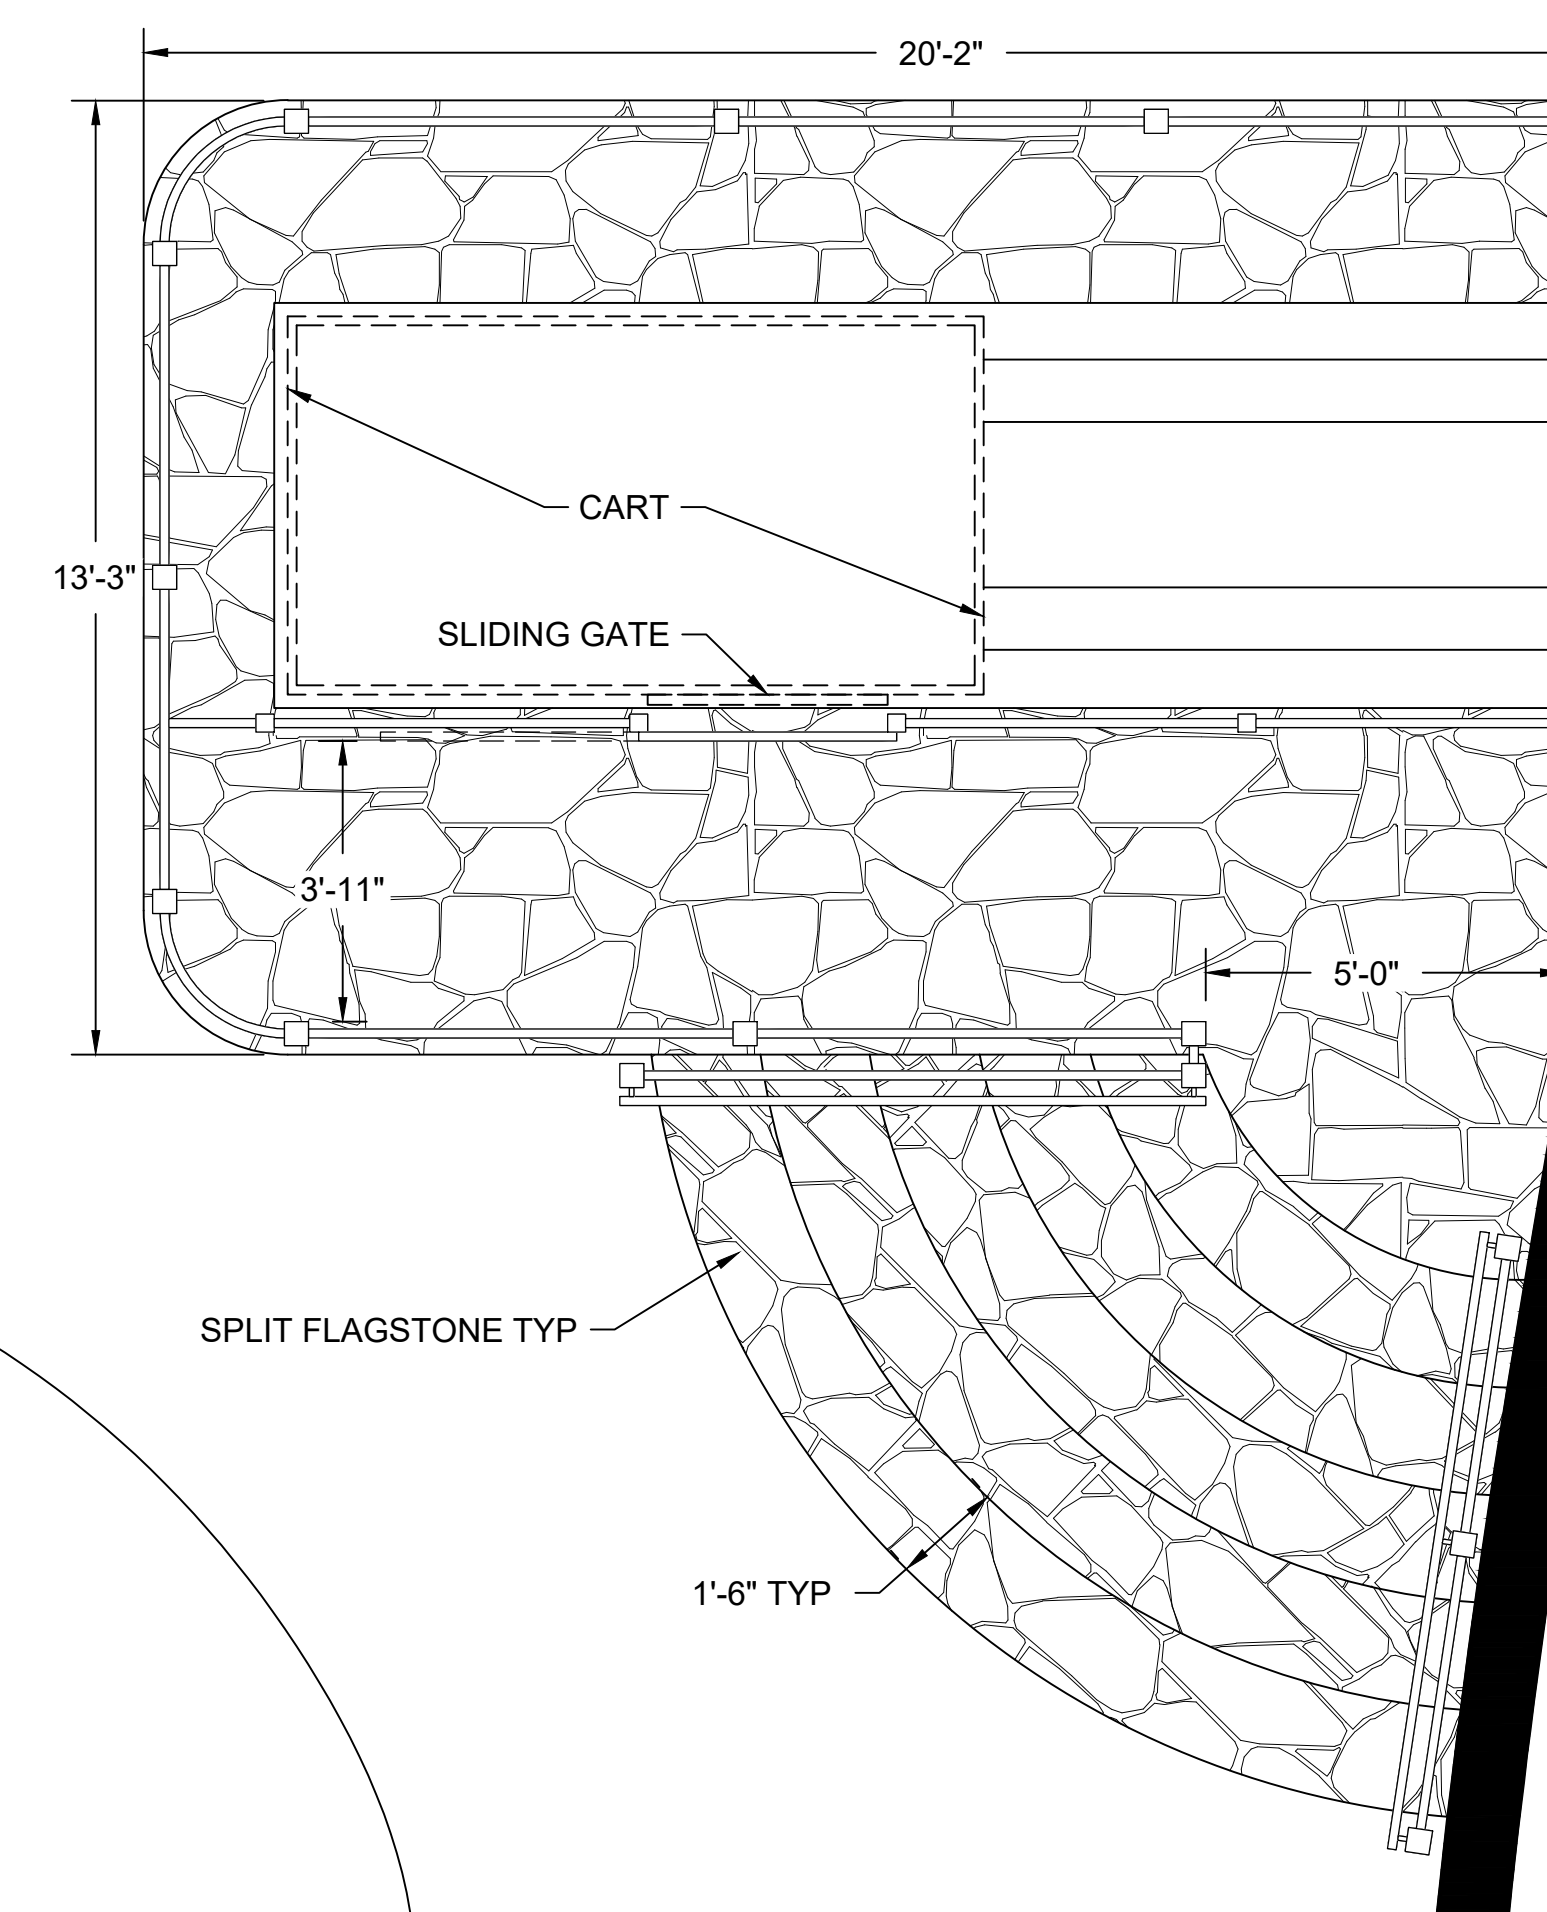 20'-2"
CART
13'-3"
SLIDING GATE
3'-11"
5'-0"
SPLIT FLAGSTONE TYP
1'-6" TYP